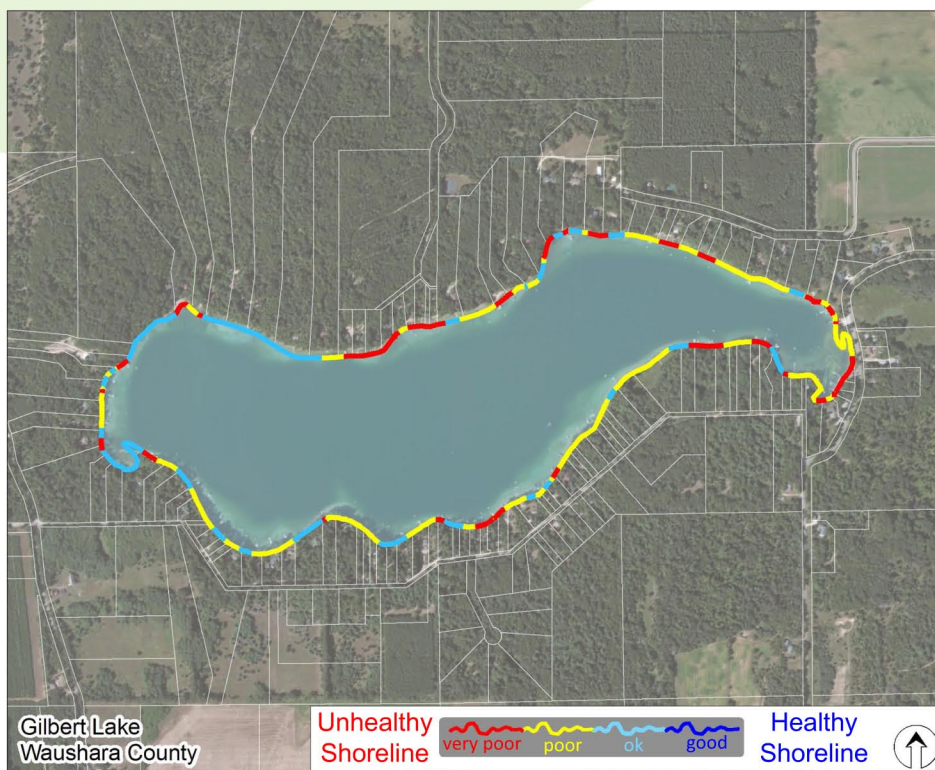 Gilbert Lake
Waushara County
Unhealthy
Shoreline
very poor
poor
ok
good
Healthy
Shoreline